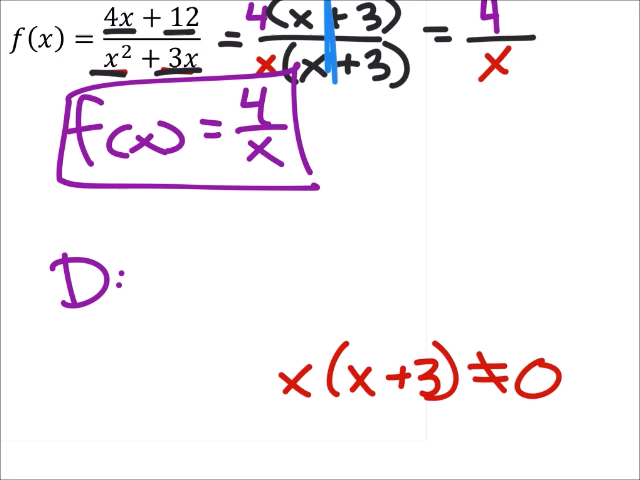 f(x) = (4x + 12)/(x² + 3x) = 4(x + 3)/x(x + 3) = 4/x
f(x) = 4/x
D:
x(x+3) ≠ 0